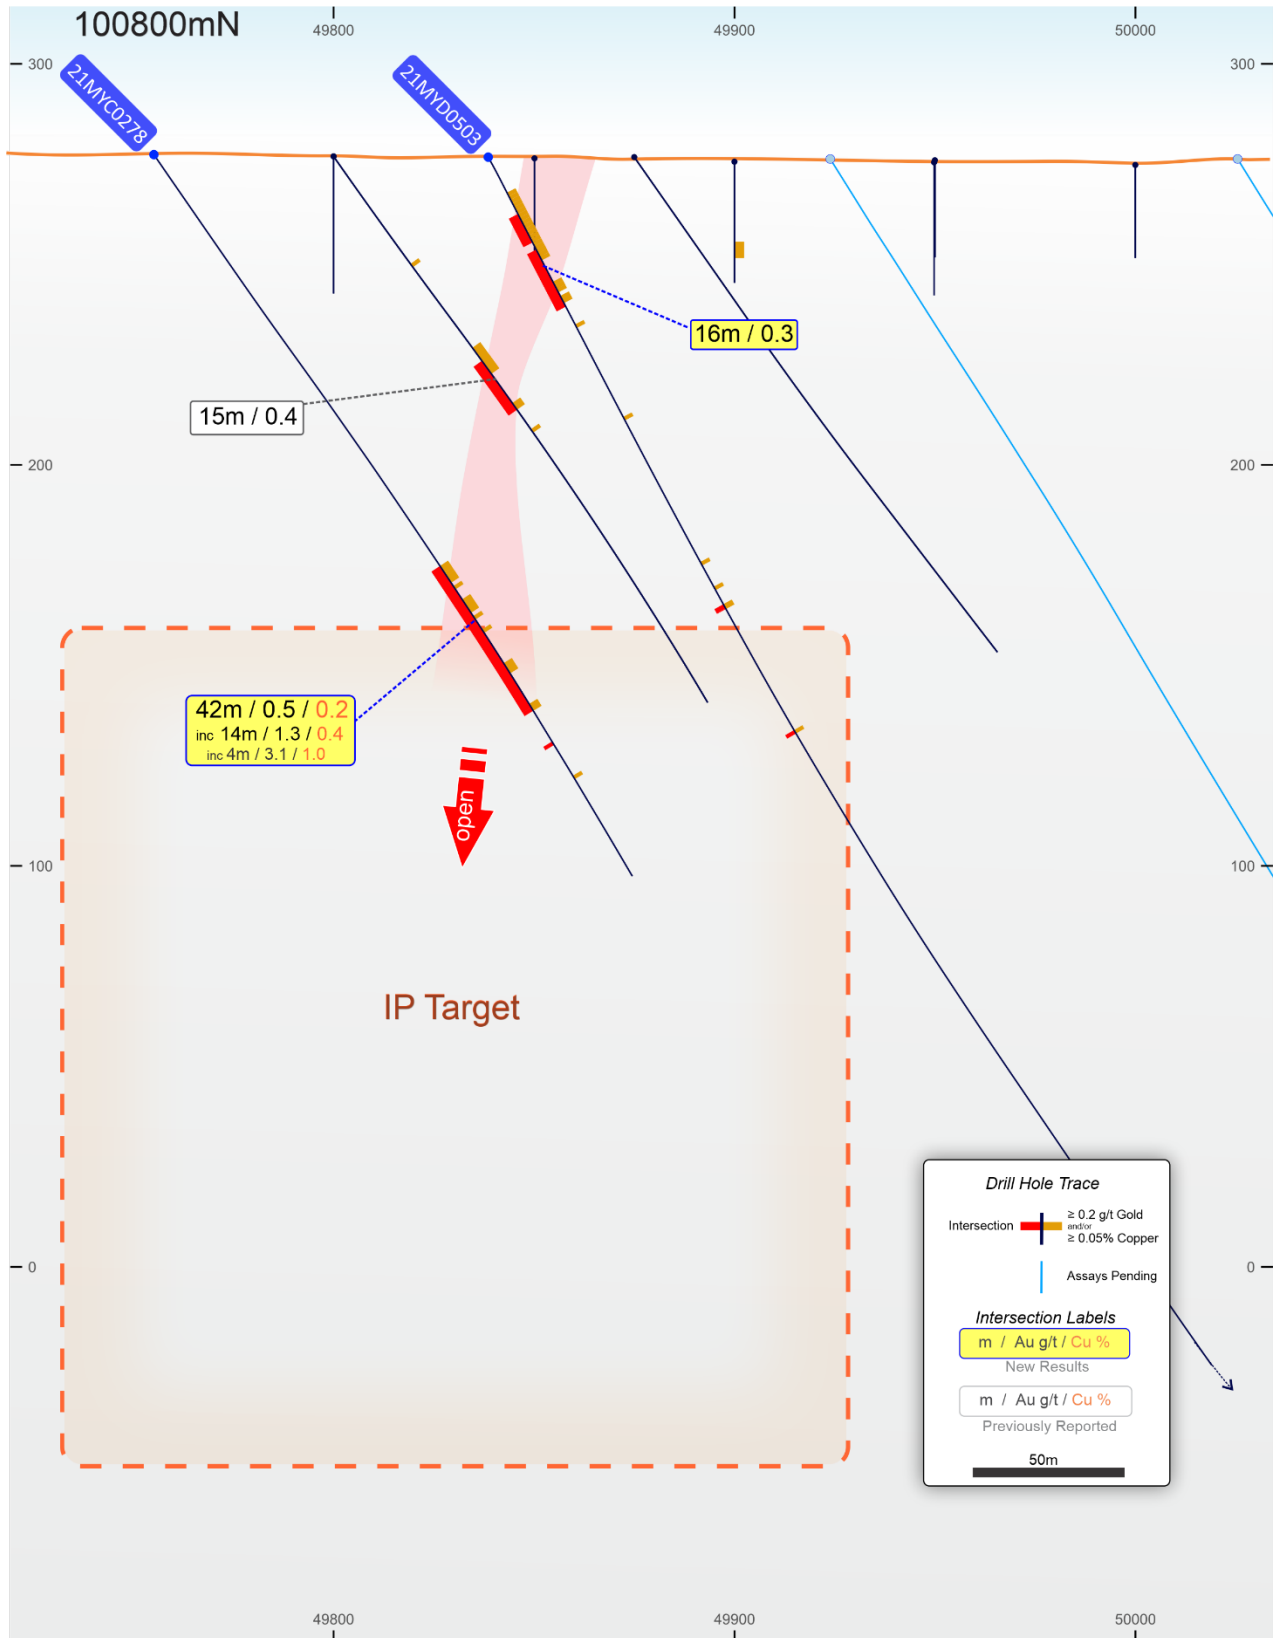 100800mN
49800
49900
50000
300
300
21MYC0278
21MYD0503
16m / 0.3
15m / 0.4
200
200
42m / 0.5 / 0.2
inc 14m / 1.3 / 0.4
inc 4m / 3.1 / 1.0
open
100
100
IP Target
Drill Hole Trace
≥ 0.2 g/t Gold
Intersection
and/or
≥ 0.05% Copper
0
0
Assays Pending
Intersection Labels
m / Au g/t / Cu %
New Results
m / Au g/t / Cu %
Previously Reported
50m
49800
49900
50000